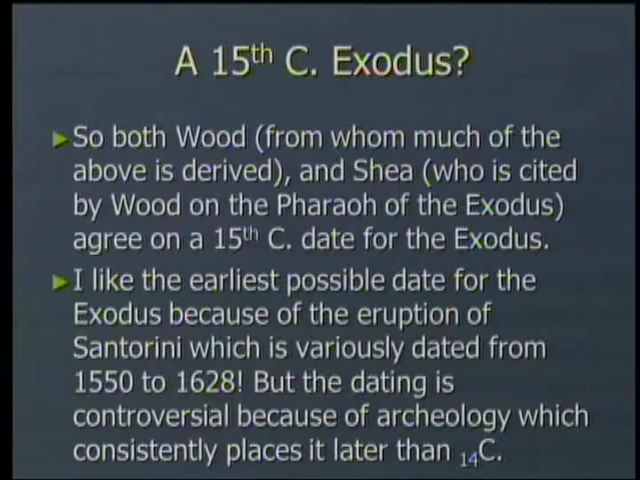 A 15th C. Exodus?
►So both Wood (from whom much of the
above is derived), and Shea (who is cited
by Wood on the Pharaoh of the Exodus)
agree on a 15th C. date for the Exodus.
►I like the earliest possible date for the
Exodus because of the eruption of
Santorini which is variously dated from
1550 to 1628! But the dating is
controversial because of archeology which
consistently places it later than 14C.